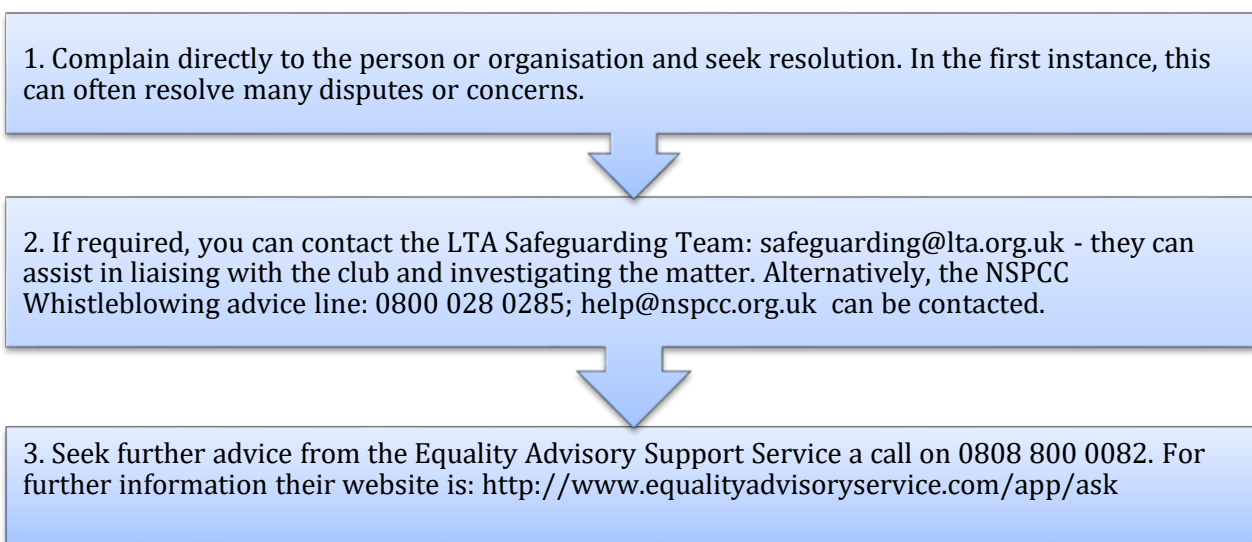 1. Complain directly to the person or organisation and seek resolution. In the first instance, this
can often resolve many disputes or concerns.
2. If required, you can contact the LTA Safeguarding Team: safeguarding@lta.org.uk - they can
assist in liaising with the club and investigating the matter. Alternatively, the NSPCC
Whistleblowing advice line: 0800 028 0285; help@nspcc.org.uk  can be contacted.
3. Seek further advice from the Equality Advisory Support Service a call on 0808 800 0082. For
further information their website is: http://www.equalityadvisoryservice.com/app/ask